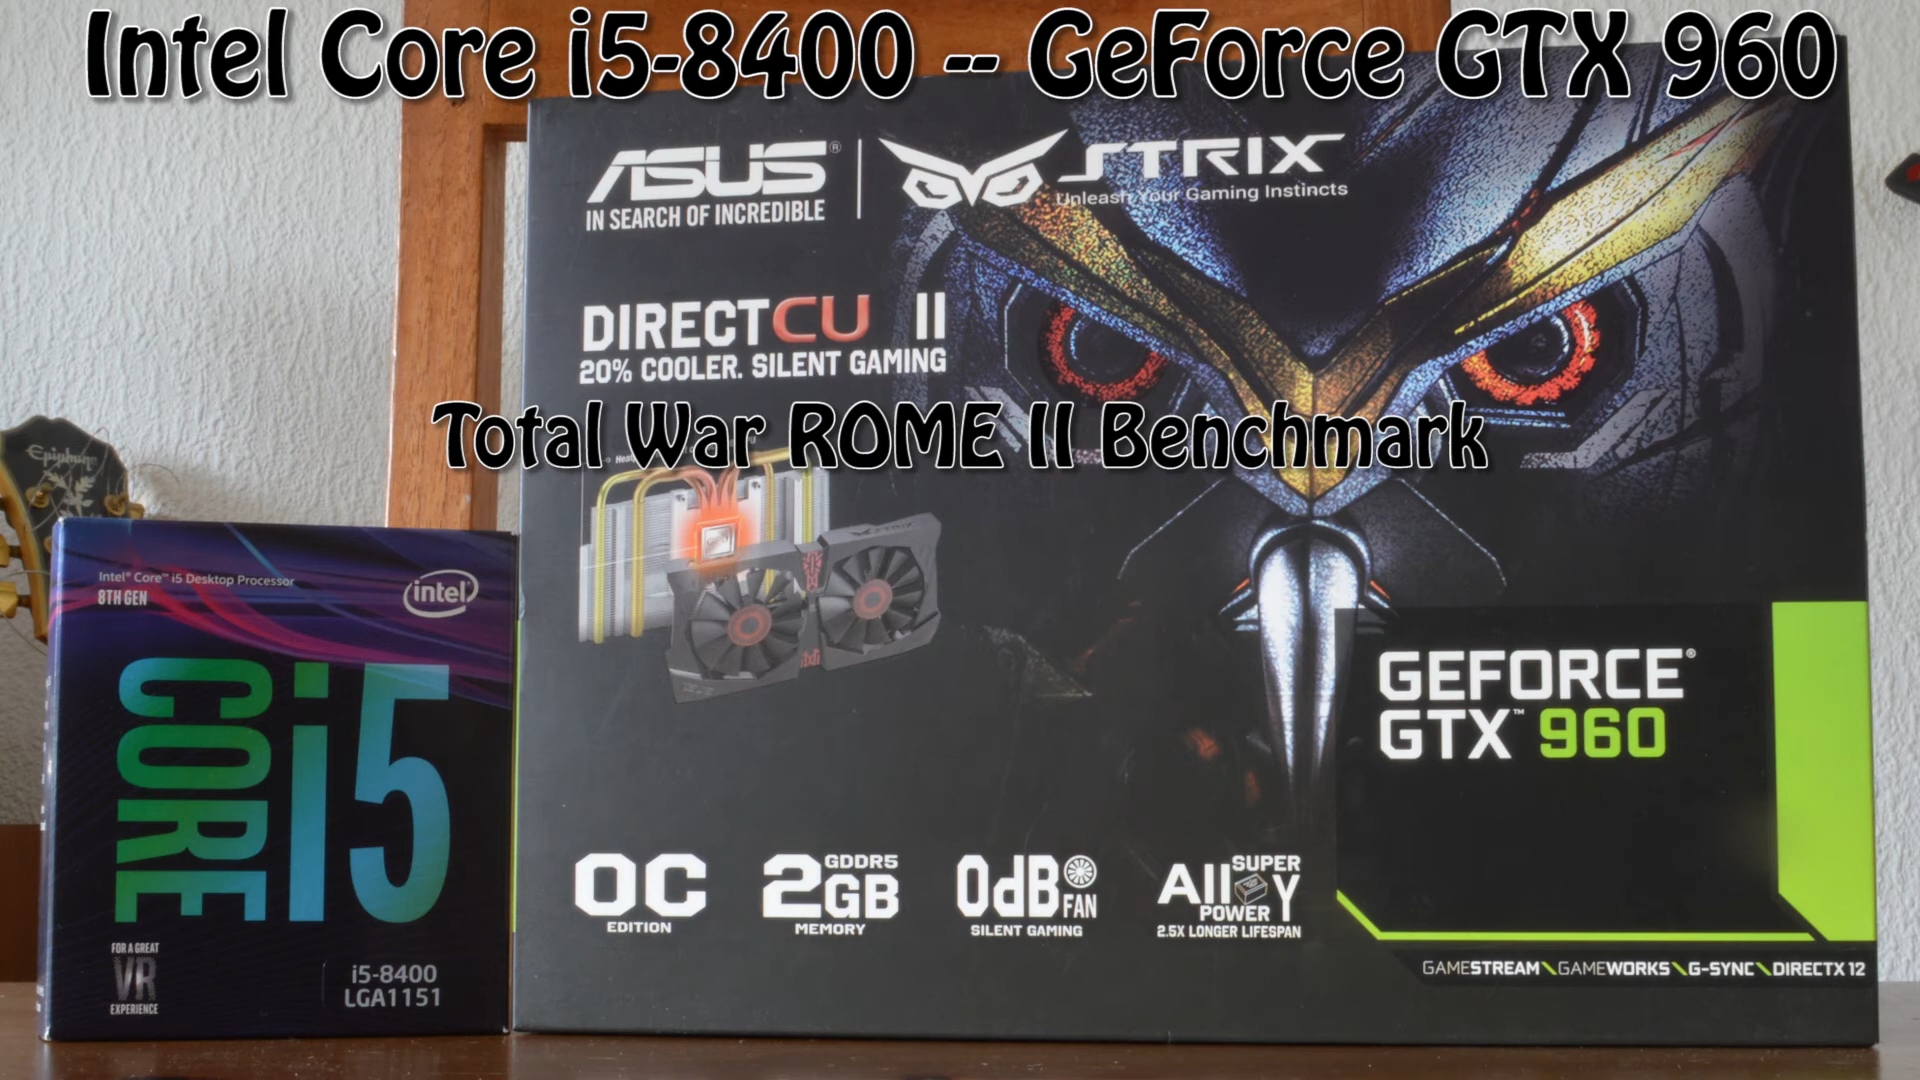 Intel Core i5-8400 -- GeForce GTX 960
ASUS®
IN SEARCH OF INCREDIBLE
STRIX
Unleash Your Gaming Instincts
DIRECTCU II
20% COOLER. SILENT GAMING
Total War ROME II Benchmark
Epiphone
Intel® Core™ i5 Desktop Processor
8TH GEN
intel
CORE i5
FOR A GREAT
VR
EXPERIENCE
i5-8400
LGA1151
GEFORCE®
GTX™ 960
OC
EDITION
2GB
GDDR5
MEMORY
0dB
FAN
SILENT GAMING
SUPER
Alloy
POWER
2.5X LONGER LIFESPAN
GAMESTREAM\GAMEWORKS\G-SYNC\DIRECTX 12